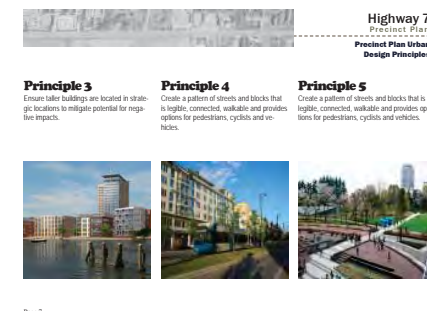 Highway 7
Precinct Plan
Precinct Plan Urban
Design Principles
Principle 3
Ensure taller buildings are located in strate-
gic locations to mitigate potential for nega-
tive impacts.
Principle 4
Create a pattern of streets and blocks that
is legible, connected, walkable and provides
options for pedestrians, cyclists and ve-
hicles.
Principle 5
Create a pattern of streets and blocks that is
legible, connected, walkable and provides op
tions for pedestrians, cyclists and vehicles.